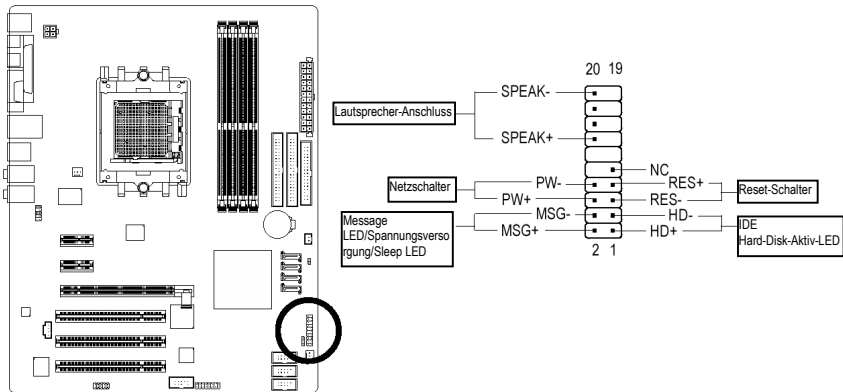 20 19
SPEAK-
Lautsprecher-Anschluss
SPEAK+
NC
Netzschalter
PW-
RES+
Reset-Schalter
PW+
RES-
Message
LED/Spannungsverso
rgung/Sleep LED
MSG-
HD-
IDE
Hard-Disk-Aktiv-LED
MSG+
HD+
2 1